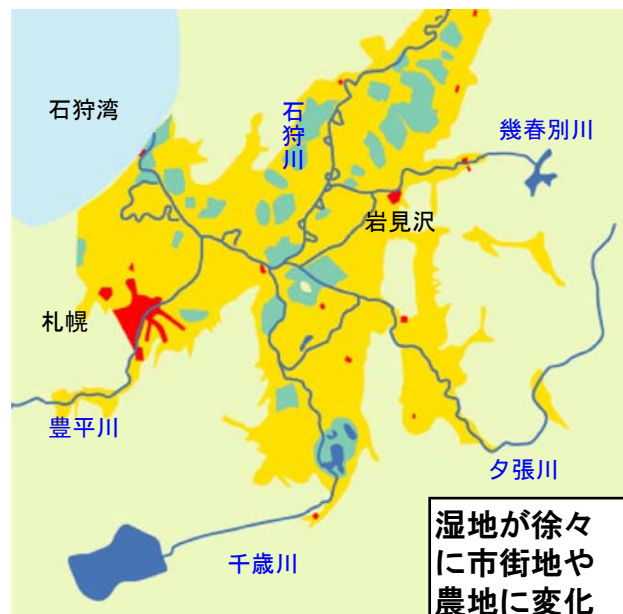 石狩湾
石狩川
幾春別川
岩見沢
札幌
豊平川
夕張川
千歳川
湿地が徐々
に市街地や
農地に変化